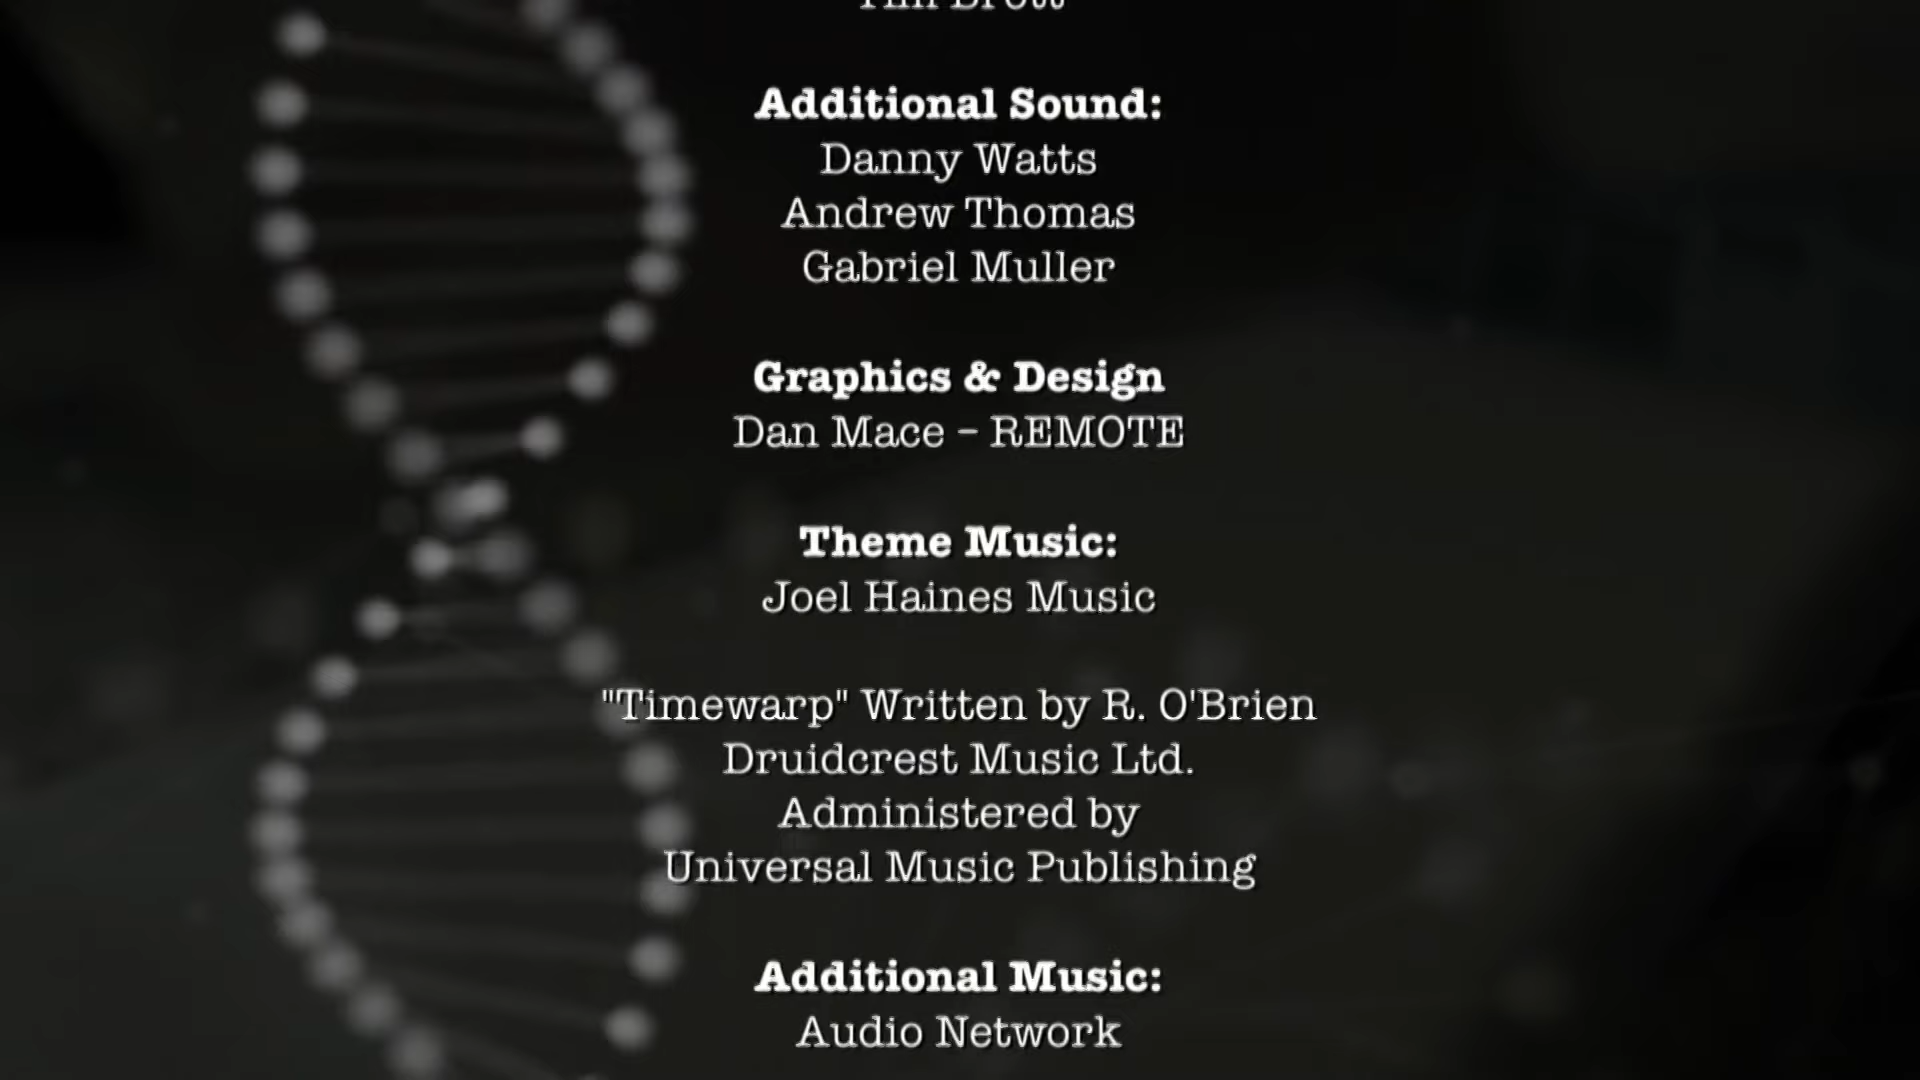 Additional Sound:
Danny Watts
Andrew Thomas
Gabriel Muller
Graphics & Design
Dan Mace - REMOTE
Theme Music:
Joel Haines Music
"Timewarp" Written by R. O'Brien
Druidcrest Music Ltd.
Administered by
Universal Music Publishing
Additional Music:
Audio Network